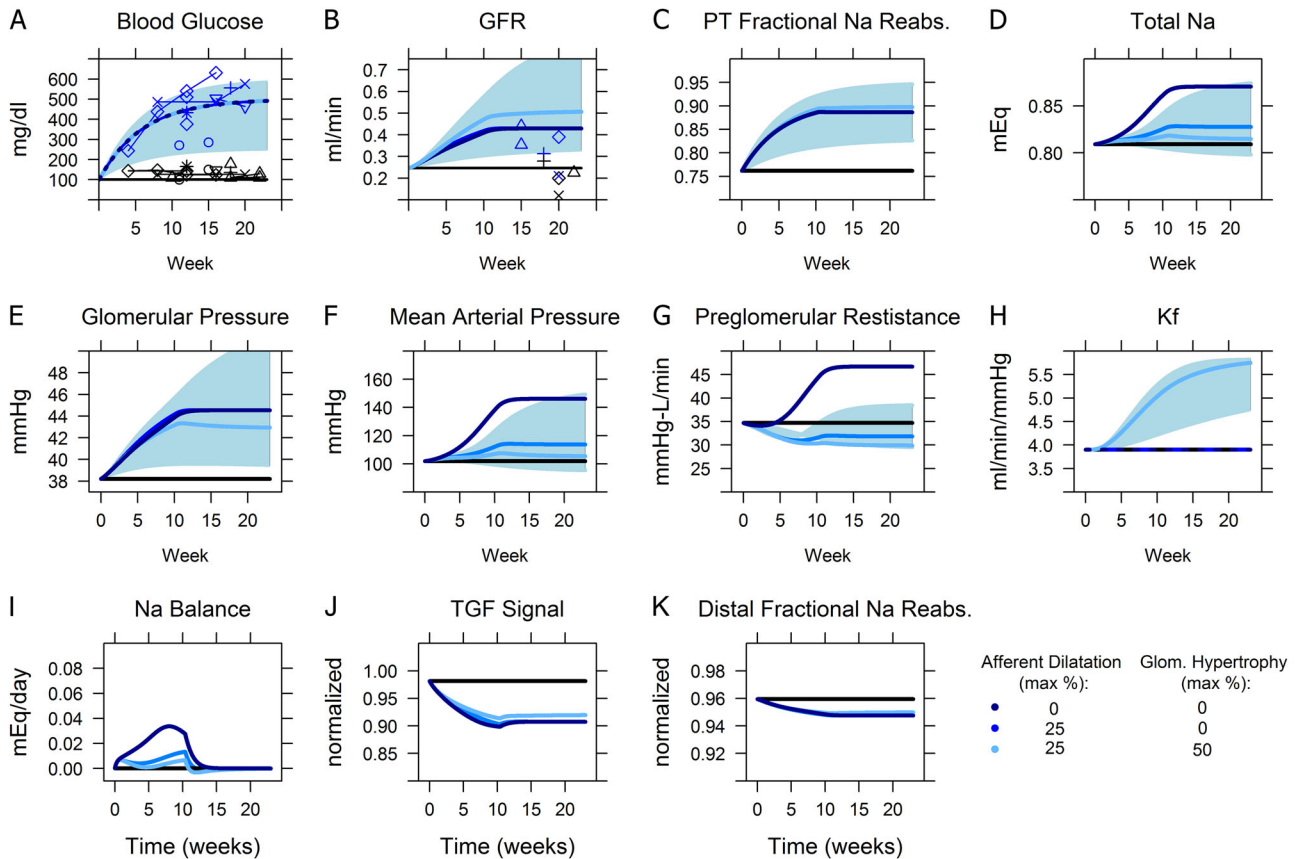 A Blood Glucose
mg/dl
600
500
400
300
200
100
5 10 15 20
Week
B GFR
ml/min
0.7
0.6
0.5
0.4
0.3
0.2
5 10 15 20
Week
C PT Fractional Na Reabs.
0.95
0.90
0.85
0.80
0.75
0 5 10 15 20
Week
D Total Na
mEq
0.85
0.80
0 5 10 15 20
Week
E Glomerular Pressure
mmHg
48
46
44
42
40
38
0 5 10 15 20
Week
F Mean Arterial Pressure
mmHg
160
140
120
100
0 5 10 15 20
Week
G Preglomerular Restistance
mmHg-L/min
45
40
35
30
25
0 5 10 15 20
Week
H Kf
ml/min/mmHg
5.5
5.0
4.5
4.0
3.5
0 5 10 15 20
Week
I Na Balance
mEq/day
0.08
0.06
0.04
0.02
0.00
0 5 10 15 20
Time (weeks)
J TGF Signal
normalized
1.00
0.95
0.90
0.85
0 5 10 15 20
Time (weeks)
K Distal Fractional Na Reabs.
normalized
0.98
0.96
0.94
0.92
0 5 10 15 20
Time (weeks)
Afferent Dilatation Glom. Hypertrophy
(max %): (max %):
0 0
25 0
25 50